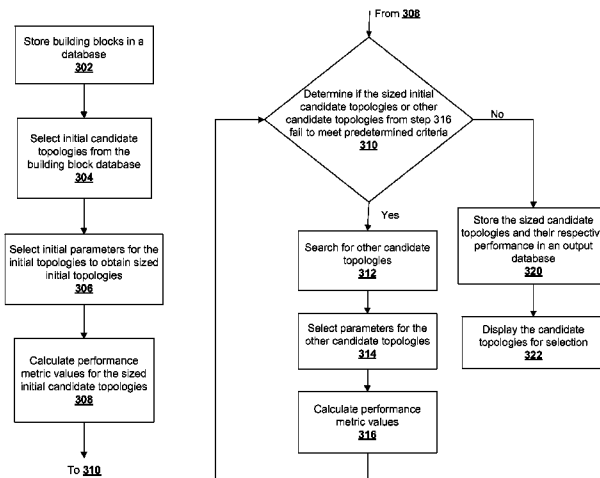 Store building blocks in a
database
302
Select initial candidate
topologies from the
building block database
304
Select initial parameters for the
initial topologies to obtain sized
initial topologies
306
Calculate performance
metric values for the sized
initial candidate topologies
308
To 310
From 308
Determine if the sized initial
candidate topologies or other
candidate topologies from step 316
fail to meet predetermined criteria
310
No
Yes
Search for other candidate
topologies
312
Select parameters for the
other candidate topologies
314
Calculate performance
metric values
316
Store the sized candidate
topologies and their respectiv
performance in an output
database
320
Display the candidate
topologies for selection
322